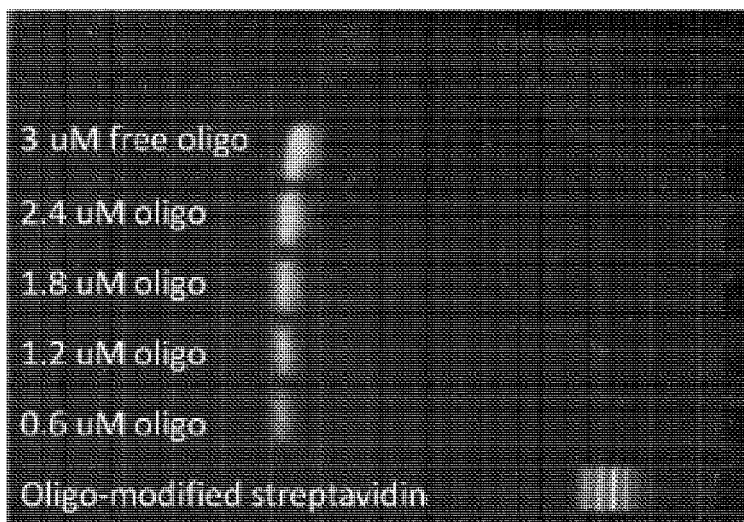 3 uM free oligo
2.4 uM oligo
1.8 uM oligo
1.2 uM oligo
0.6 uM oligo
Oligo-modified streptavidin